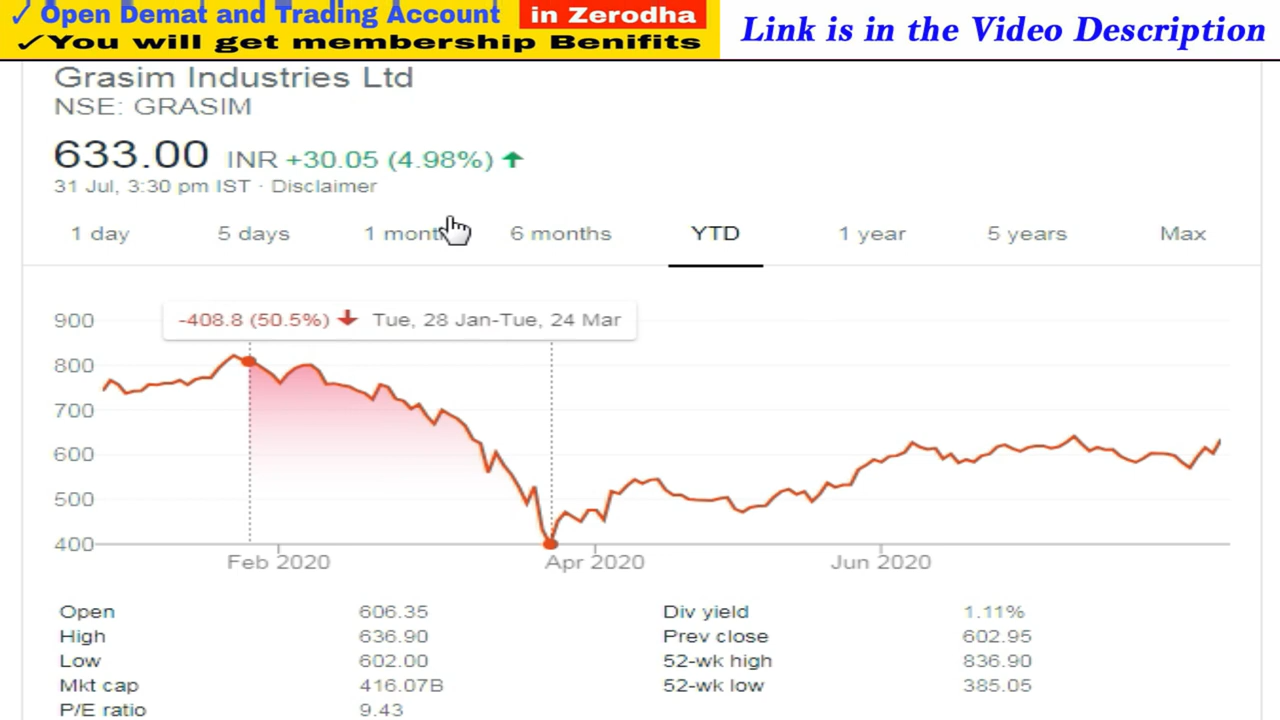 ✓ Open Demat and Trading Account in Zerodha
✓You will get membership Benifits
Link is in the Video Description
Grasim Industries Ltd
NSE: GRASIM
633.00 INR +30.05 (4.98%) ↑
31 Jul, 3:30 pm IST · Disclaimer
1 day 5 days 1 month 6 months YTD 1 year 5 years Max
-408.8 (50.5%) ↓ Tue, 28 Jan-Tue, 24 Mar
900
800
700
600
500
400
Feb 2020 Apr 2020 Jun 2020
Open 606.35 Div yield 1.11%
High 636.90 Prev close 602.95
Low 602.00 52-wk high 836.90
Mkt cap 416.07B 52-wk low 385.05
P/E ratio 9.43